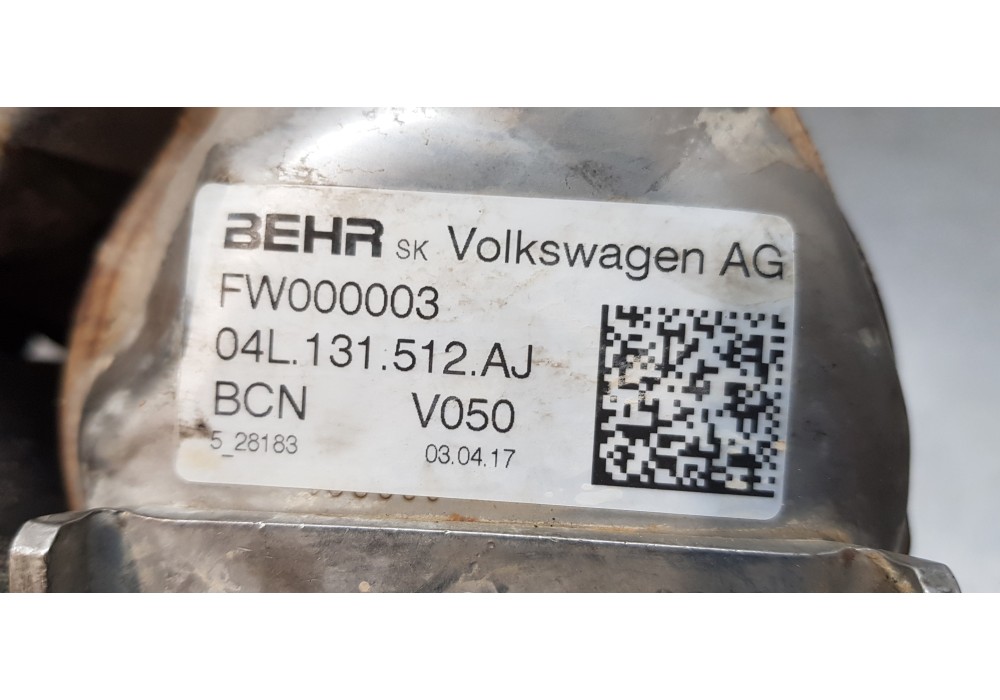 BEHR SK Volkswagen AG
FW000003
04L.131.512.AJ
BCN V050
5_28183 03.04.17